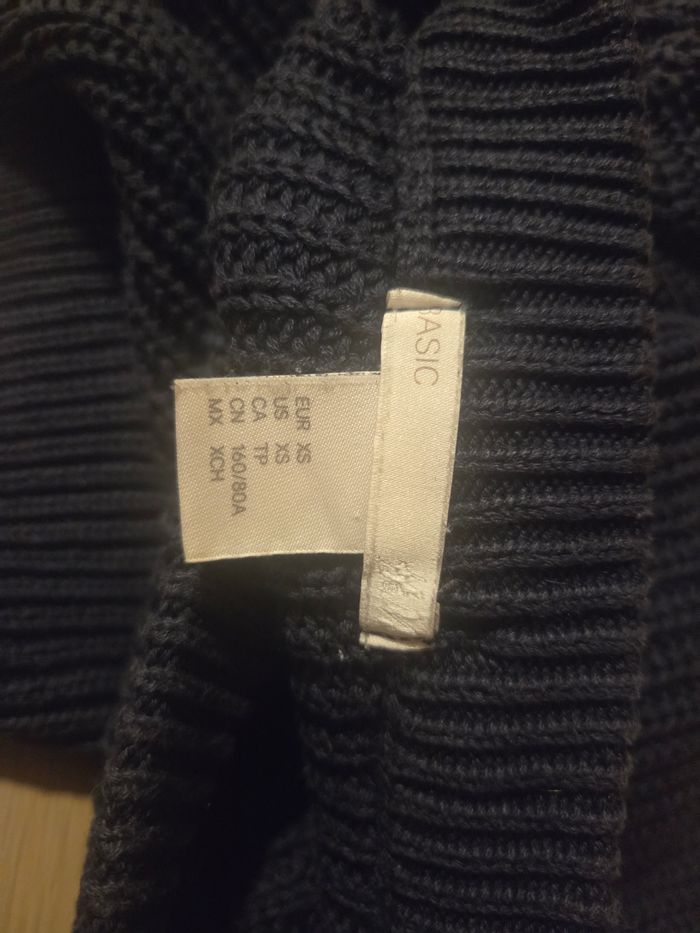 BASIC
EUR XS
US XS
CA TP
CN 160/80A
MX XCH